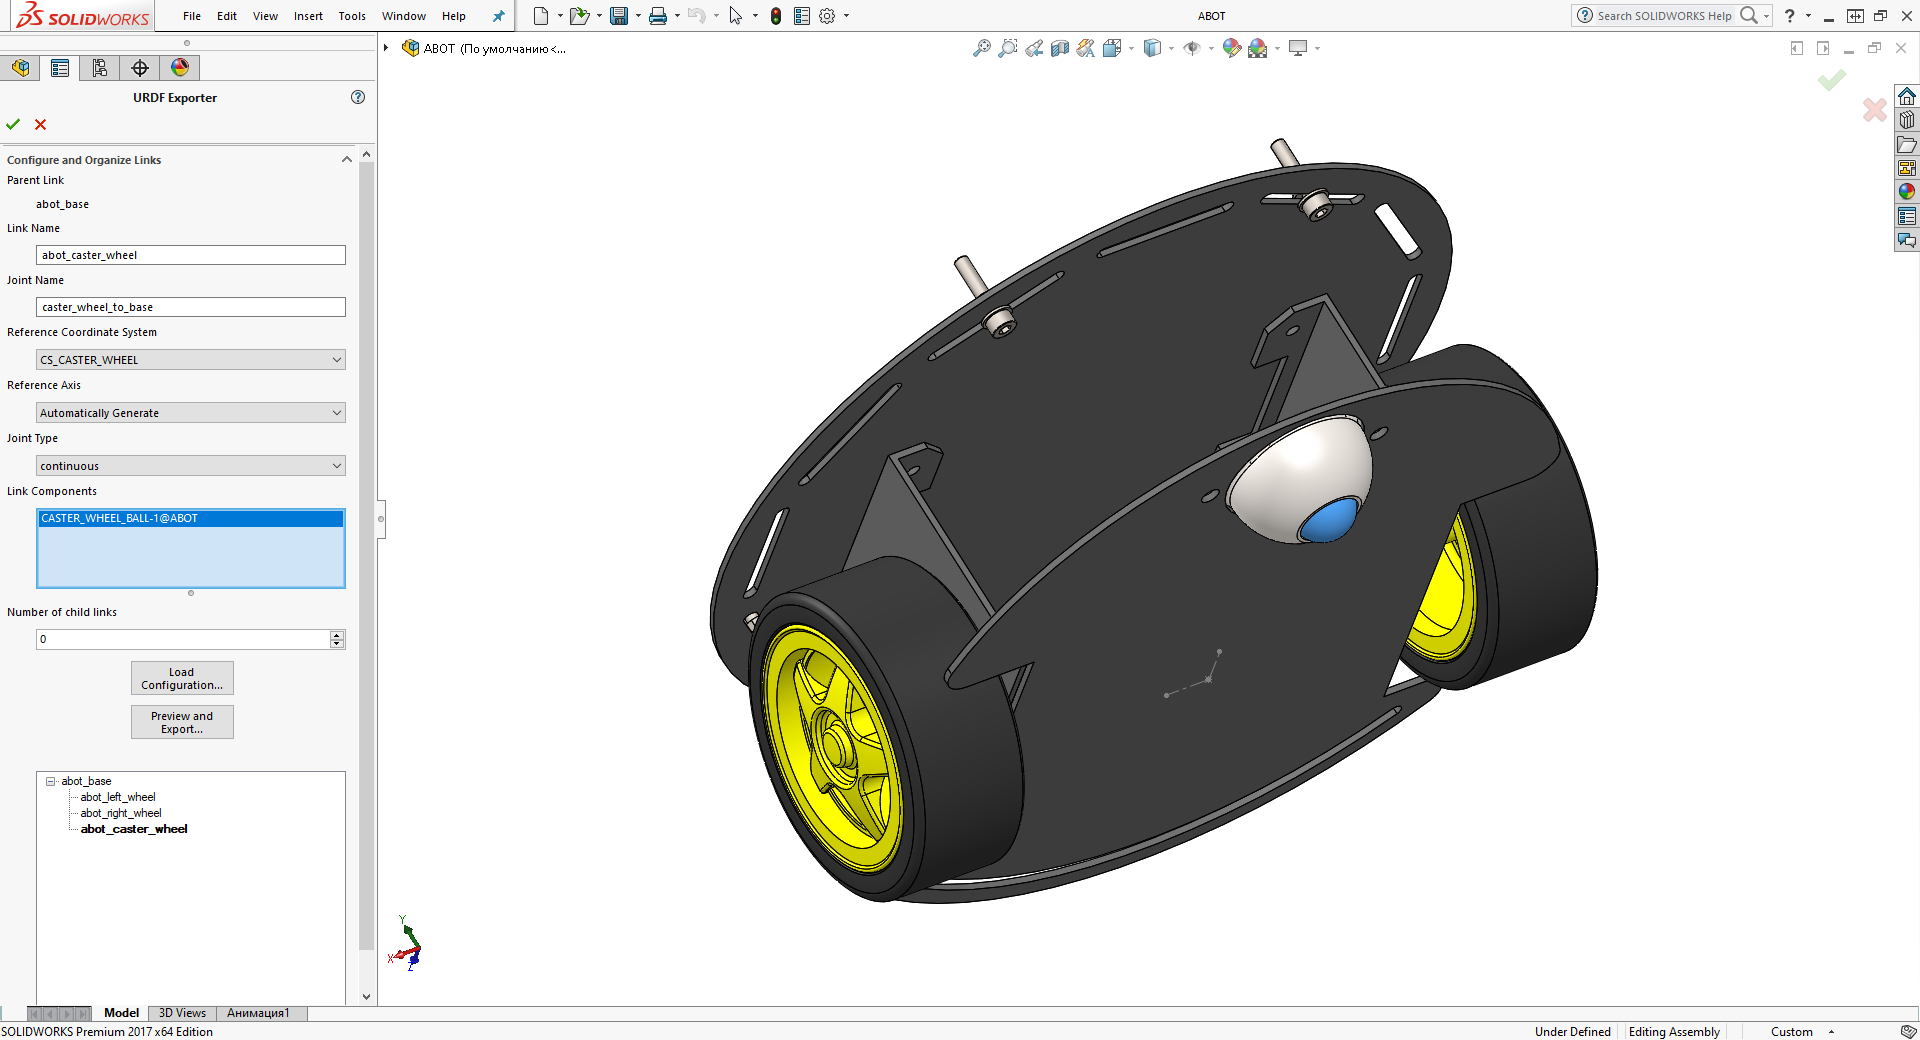 SOLIDWORKS File Edit View Insert Tools Window Help ABOT Search SOLIDWORKS Help
ABOT (По умолчанию <...
URDF Exporter
Configure and Organize Links
Parent Link
abot_base
Link Name
abot_caster_wheel
Joint Name
caster_wheel_to_base
Reference Coordinate System
CS_CASTER_WHEEL
Reference Axis
Automatically Generate
Joint Type
continuous
Link Components
CASTER_WHEEL_BALL-1@ABOT
Number of child links
0
Load
Configuration...
Preview and
Export...
abot_base
abot_left_wheel
abot_right_wheel
abot_caster_wheel
Y
X
Z
Model 3D Views Анимация1
SOLIDWORKS Premium 2017 x64 Edition Under Defined Editing Assembly Custom